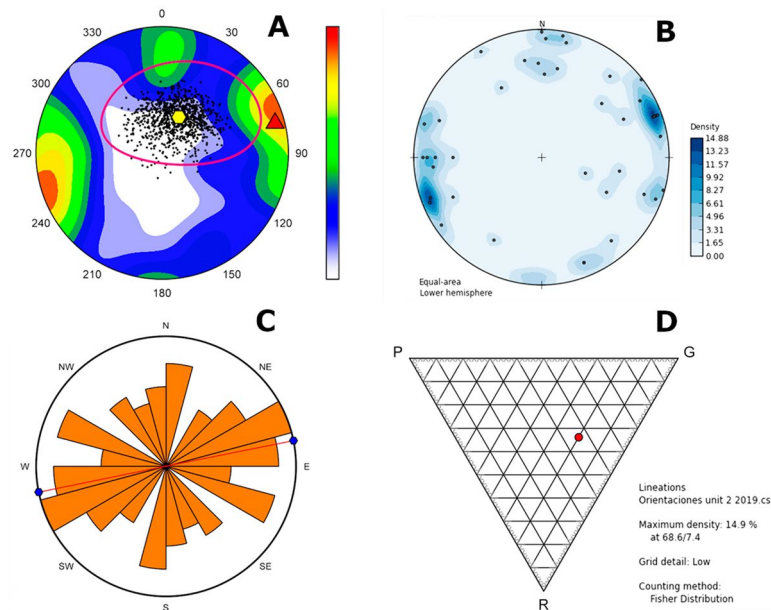 A
0
30
60
90
120
150
180
210
240
270
300
330
B
N
Density
14.88
13.23
11.57
9.92
8.27
6.61
4.96
3.31
1.65
0.00
Equal-area
Lower hemisphere
C
N
NE
E
SE
S
SW
W
NW
D
P
G
R
Lineations
Orientaciones unit 2 2019.cs
Maximum density: 14.9 %
at 68.6/7.4
Grid detail: Low
Counting method:
Fisher Distribution